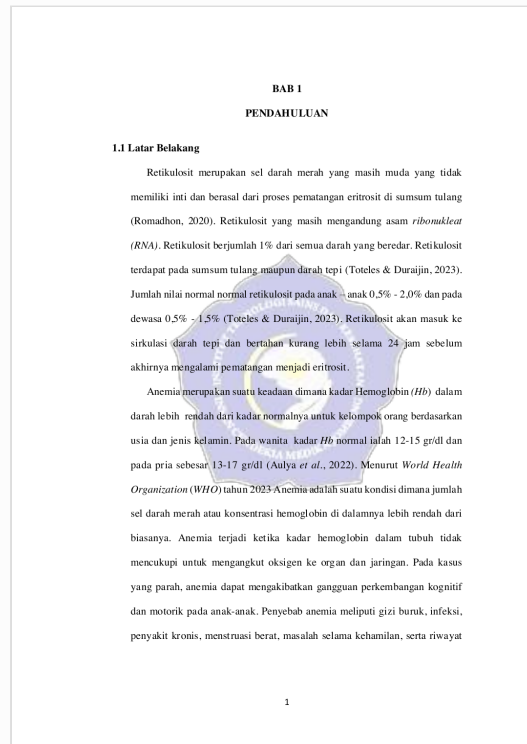 BAB 1
PENDAHULUAN
1.1 Latar Belakang
Retikulosit merupakan sel darah merah yang masih muda yang tidak
memiliki inti dan berasal dari proses pematangan eritrosit di sumsum tulang
(Romadhon, 2020). Retikulosit yang masih mengandung asam ribonukleat
(RNA). Retikulosit berjumlah 1% dari semua darah yang beredar. Retikulosit
terdapat pada sumsum tulang maupun darah tepi (Toteles & Duraijin, 2023).
Jumlah nilai normal normal retikulosit pada anak – anak 0,5% - 2,0% dan pada
dewasa 0,5% - 1,5% (Toteles & Duraijin, 2023). Retikulosit akan masuk ke
sirkulasi darah tepi dan bertahan kurang lebih selama 24 jam sebelum
akhirnya mengalami pematangan menjadi eritrosit.
Anemia merupakan suatu keadaan dimana kadar Hemoglobin (Hb) dalam
darah lebih rendah dari kadar normalnya untuk kelompok orang berdasarkan
usia dan jenis kelamin. Pada wanita kadar Hb normal ialah 12-15 gr/dl dan
pada pria sebesar 13-17 gr/dl (Aulya et al., 2022). Menurut World Health
Organization (WHO) tahun 2023 Anemia adalah suatu kondisi dimana jumlah
sel darah merah atau konsentrasi hemoglobin di dalamnya lebih rendah dari
biasanya. Anemia terjadi ketika kadar hemoglobin dalam tubuh tidak
mencukupi untuk mengangkut oksigen ke organ dan jaringan. Pada kasus
yang parah, anemia dapat mengakibatkan gangguan perkembangan kognitif
dan motorik pada anak-anak. Penyebab anemia meliputi gizi buruk, infeksi,
penyakit kronis, menstruasi berat, masalah selama kehamilan, serta riwayat
1